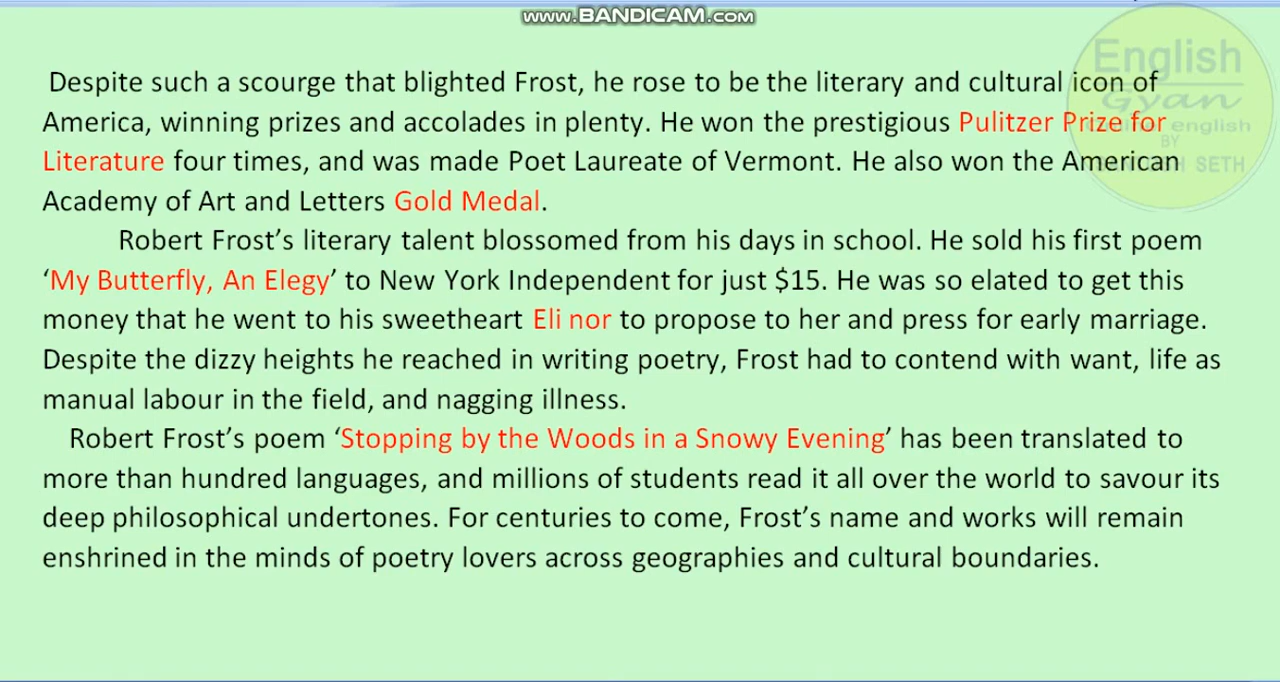 www.BANDICAM.com
Despite such a scourge that blighted Frost, he rose to be the literary and cultural icon of
America, winning prizes and accolades in plenty. He won the prestigious Pulitzer Prize for
Literature four times, and was made Poet Laureate of Vermont. He also won the American
Academy of Art and Letters Gold Medal.
Robert Frost’s literary talent blossomed from his days in school. He sold his first poem
‘My Butterfly, An Elegy’ to New York Independent for just $15. He was so elated to get this
money that he went to his sweetheart Eli nor to propose to her and press for early marriage.
Despite the dizzy heights he reached in writing poetry, Frost had to contend with want, life as
manual labour in the field, and nagging illness.
Robert Frost’s poem ‘Stopping by the Woods in a Snowy Evening’ has been translated to
more than hundred languages, and millions of students read it all over the world to savour its
deep philosophical undertones. For centuries to come, Frost’s name and works will remain
enshrined in the minds of poetry lovers across geographies and cultural boundaries.
English
Gyan
english
BY
SETH